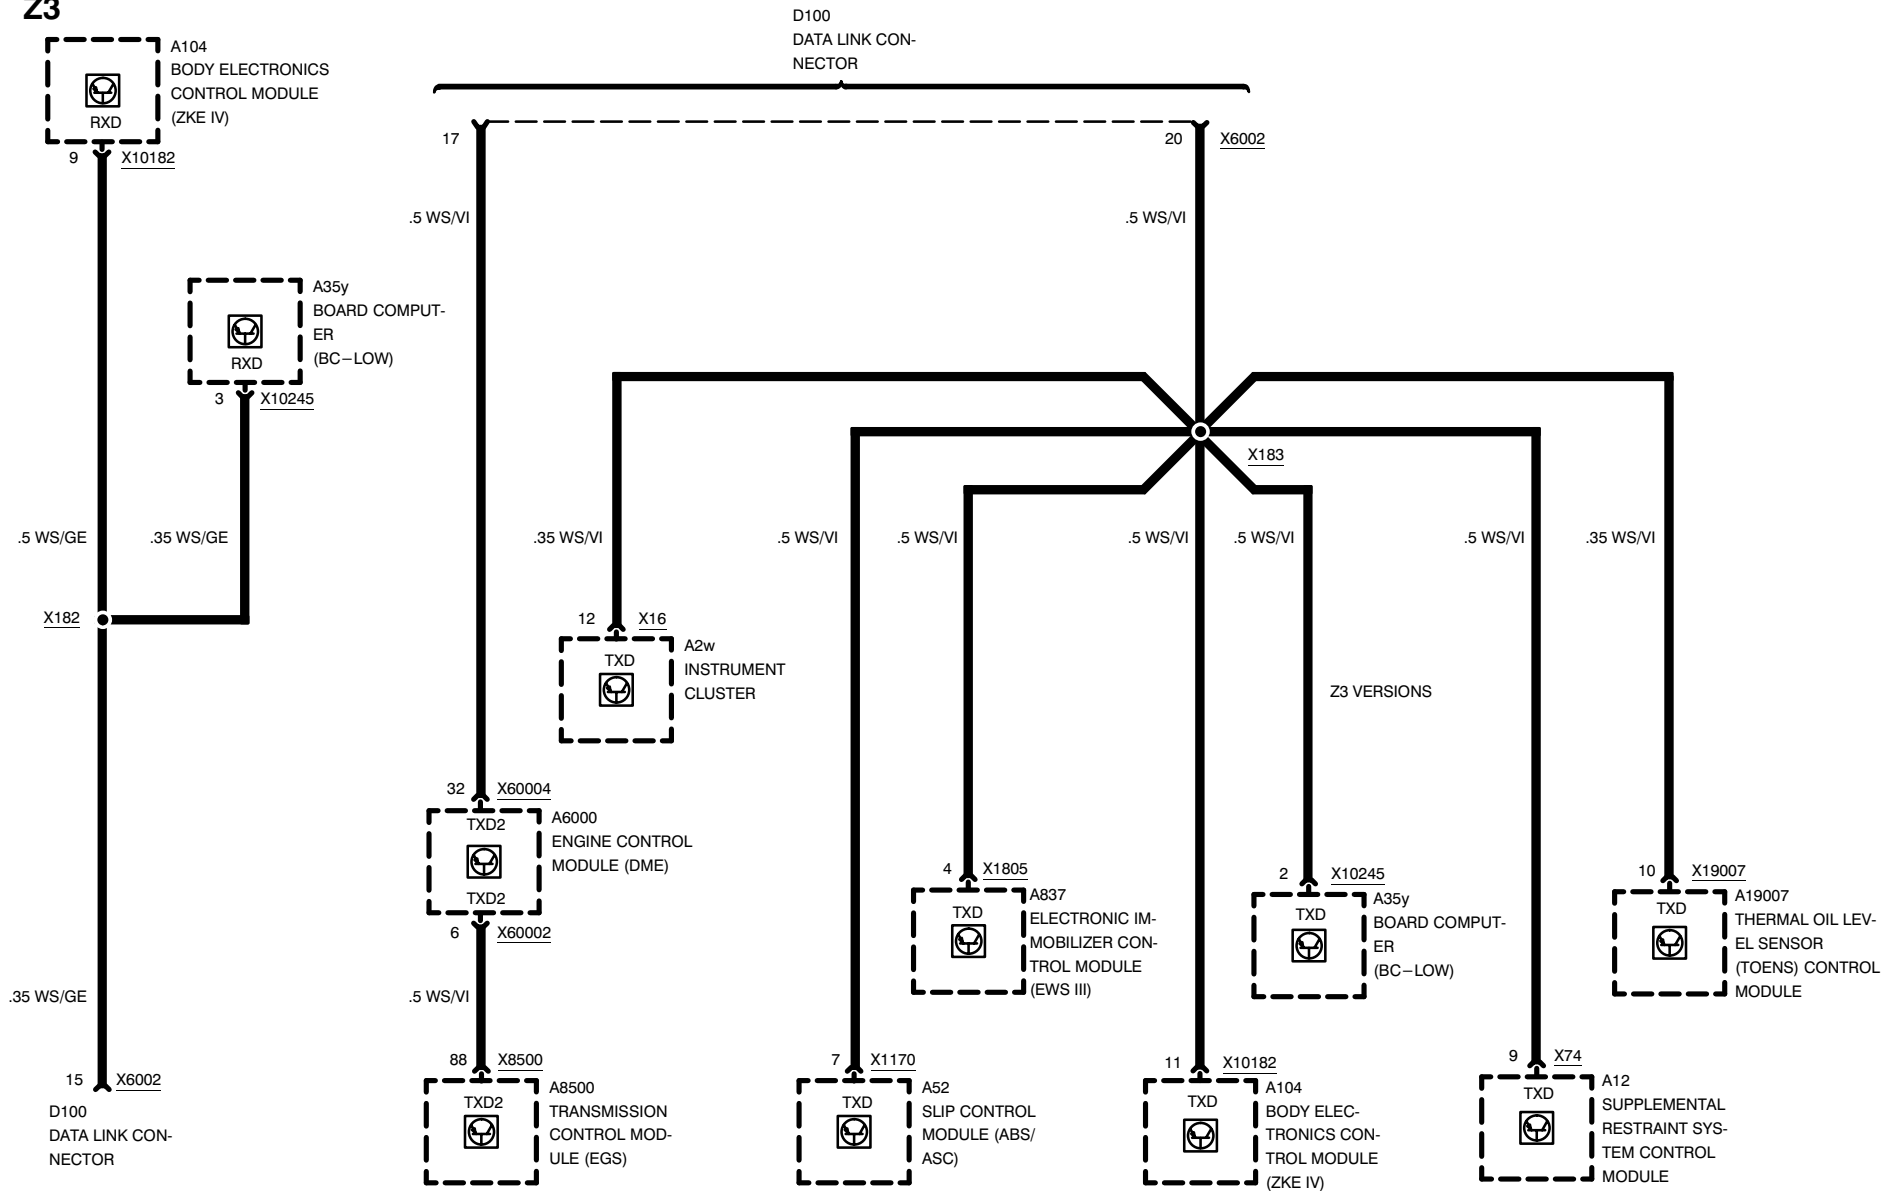 Z3
D100
DATA LINK CON-
NECTOR
A104
BODY ELECTRONICS
CONTROL MODULE
(ZKE IV)
RXD
9 X10182
17
20 X6002
.5 WS/VI
.5 WS/VI
A35y
BOARD COMPUT-
ER
(BC–LOW)
RXD
3 X10245
X183
.5 WS/GE
.35 WS/GE
.35 WS/VI
.5 WS/VI
.5 WS/VI
.5 WS/VI
.5 WS/VI
.5 WS/VI
.35 WS/VI
X182
12 X16
TXD
A2w
INSTRUMENT
CLUSTER
Z3 VERSIONS
32 X60004
TXD2
TXD2
A6000
ENGINE CONTROL
MODULE (DME)
6 X60002
4 X1805
TXD
A837
ELECTRONIC IM-
MOBILIZER CON-
TROL MODULE
(EWS III)
2 X10245
TXD
A35y
BOARD COMPUT-
ER
(BC–LOW)
10 X19007
TXD
A19007
THERMAL OIL LEV-
EL SENSOR
(TOENS) CONTROL
MODULE
.35 WS/GE
.5 WS/VI
15 X6002
D100
DATA LINK CON-
NECTOR
88 X8500
TXD2
A8500
TRANSMISSION
CONTROL MOD-
ULE (EGS)
7 X1170
TXD
A52
SLIP CONTROL
MODULE (ABS/
ASC)
11 X10182
TXD
A104
BODY ELEC-
TRONICS CON-
TROL MODULE
(ZKE IV)
9 X74
TXD
A12
SUPPLEMENTAL
RESTRAINT SYS-
TEM CONTROL
MODULE